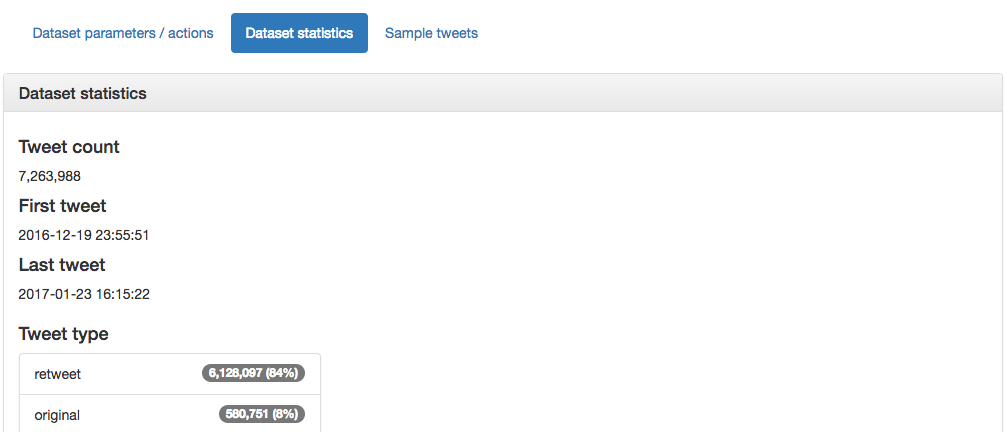 Dataset parameters / actions Dataset statistics Sample tweets
Dataset statistics
Tweet count
7,263,988
First tweet
2016-12-19 23:55:51
Last tweet
2017-01-23 16:15:22
Tweet type
retweet 6,128,097 (84%)
original 580,751 (8%)